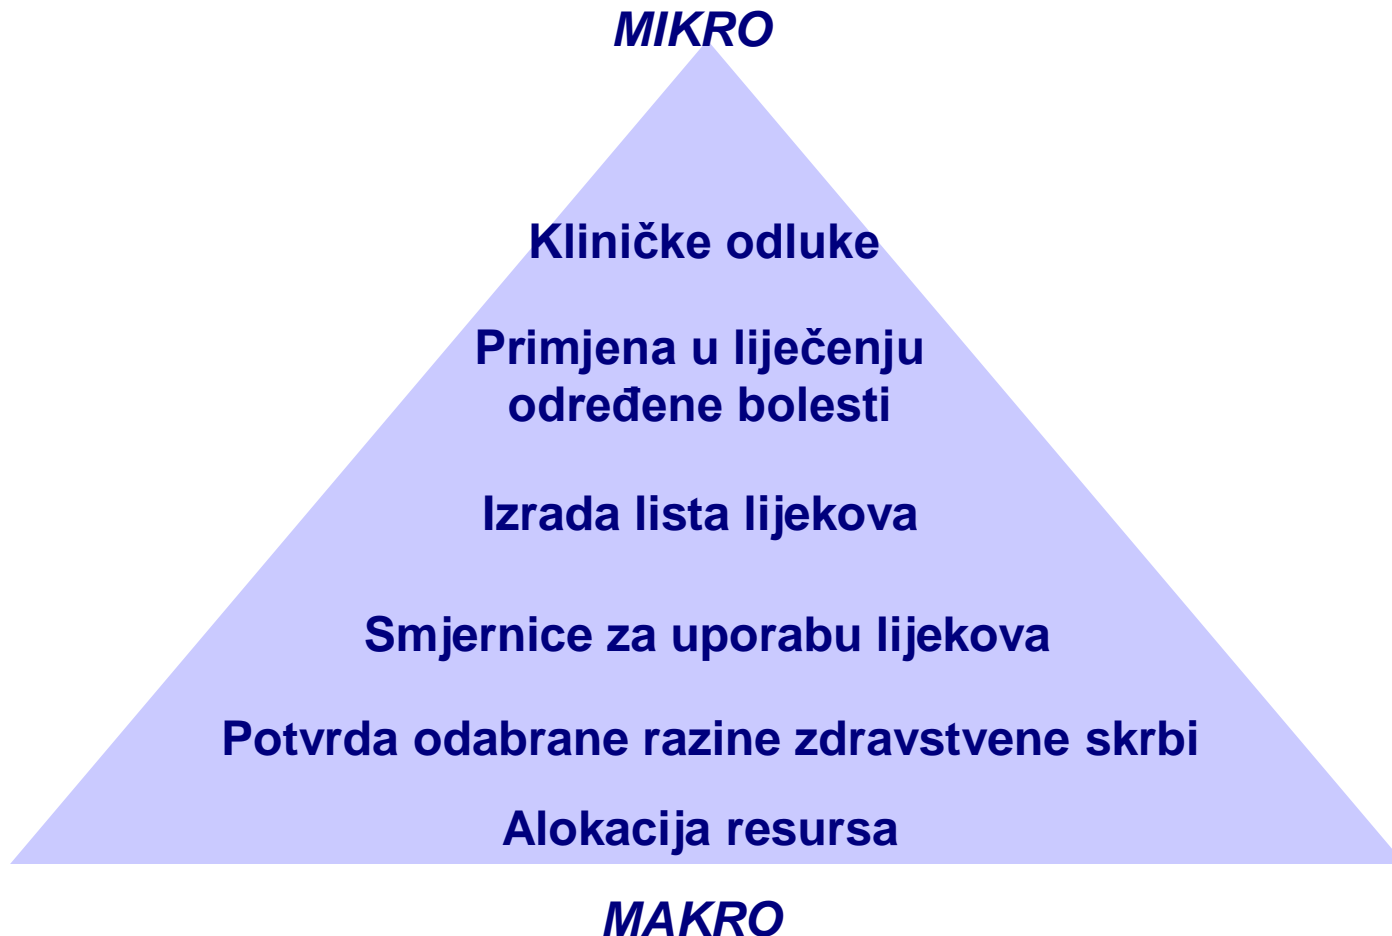 MIKRO
Kliničke odluke
Primjena u liječenju
određene bolesti
Izrada lista lijekova
Smjernice za uporabu lijekova
Potvrda odabrane razine zdravstvene skrbi
Alokacija resursa
MAKRO